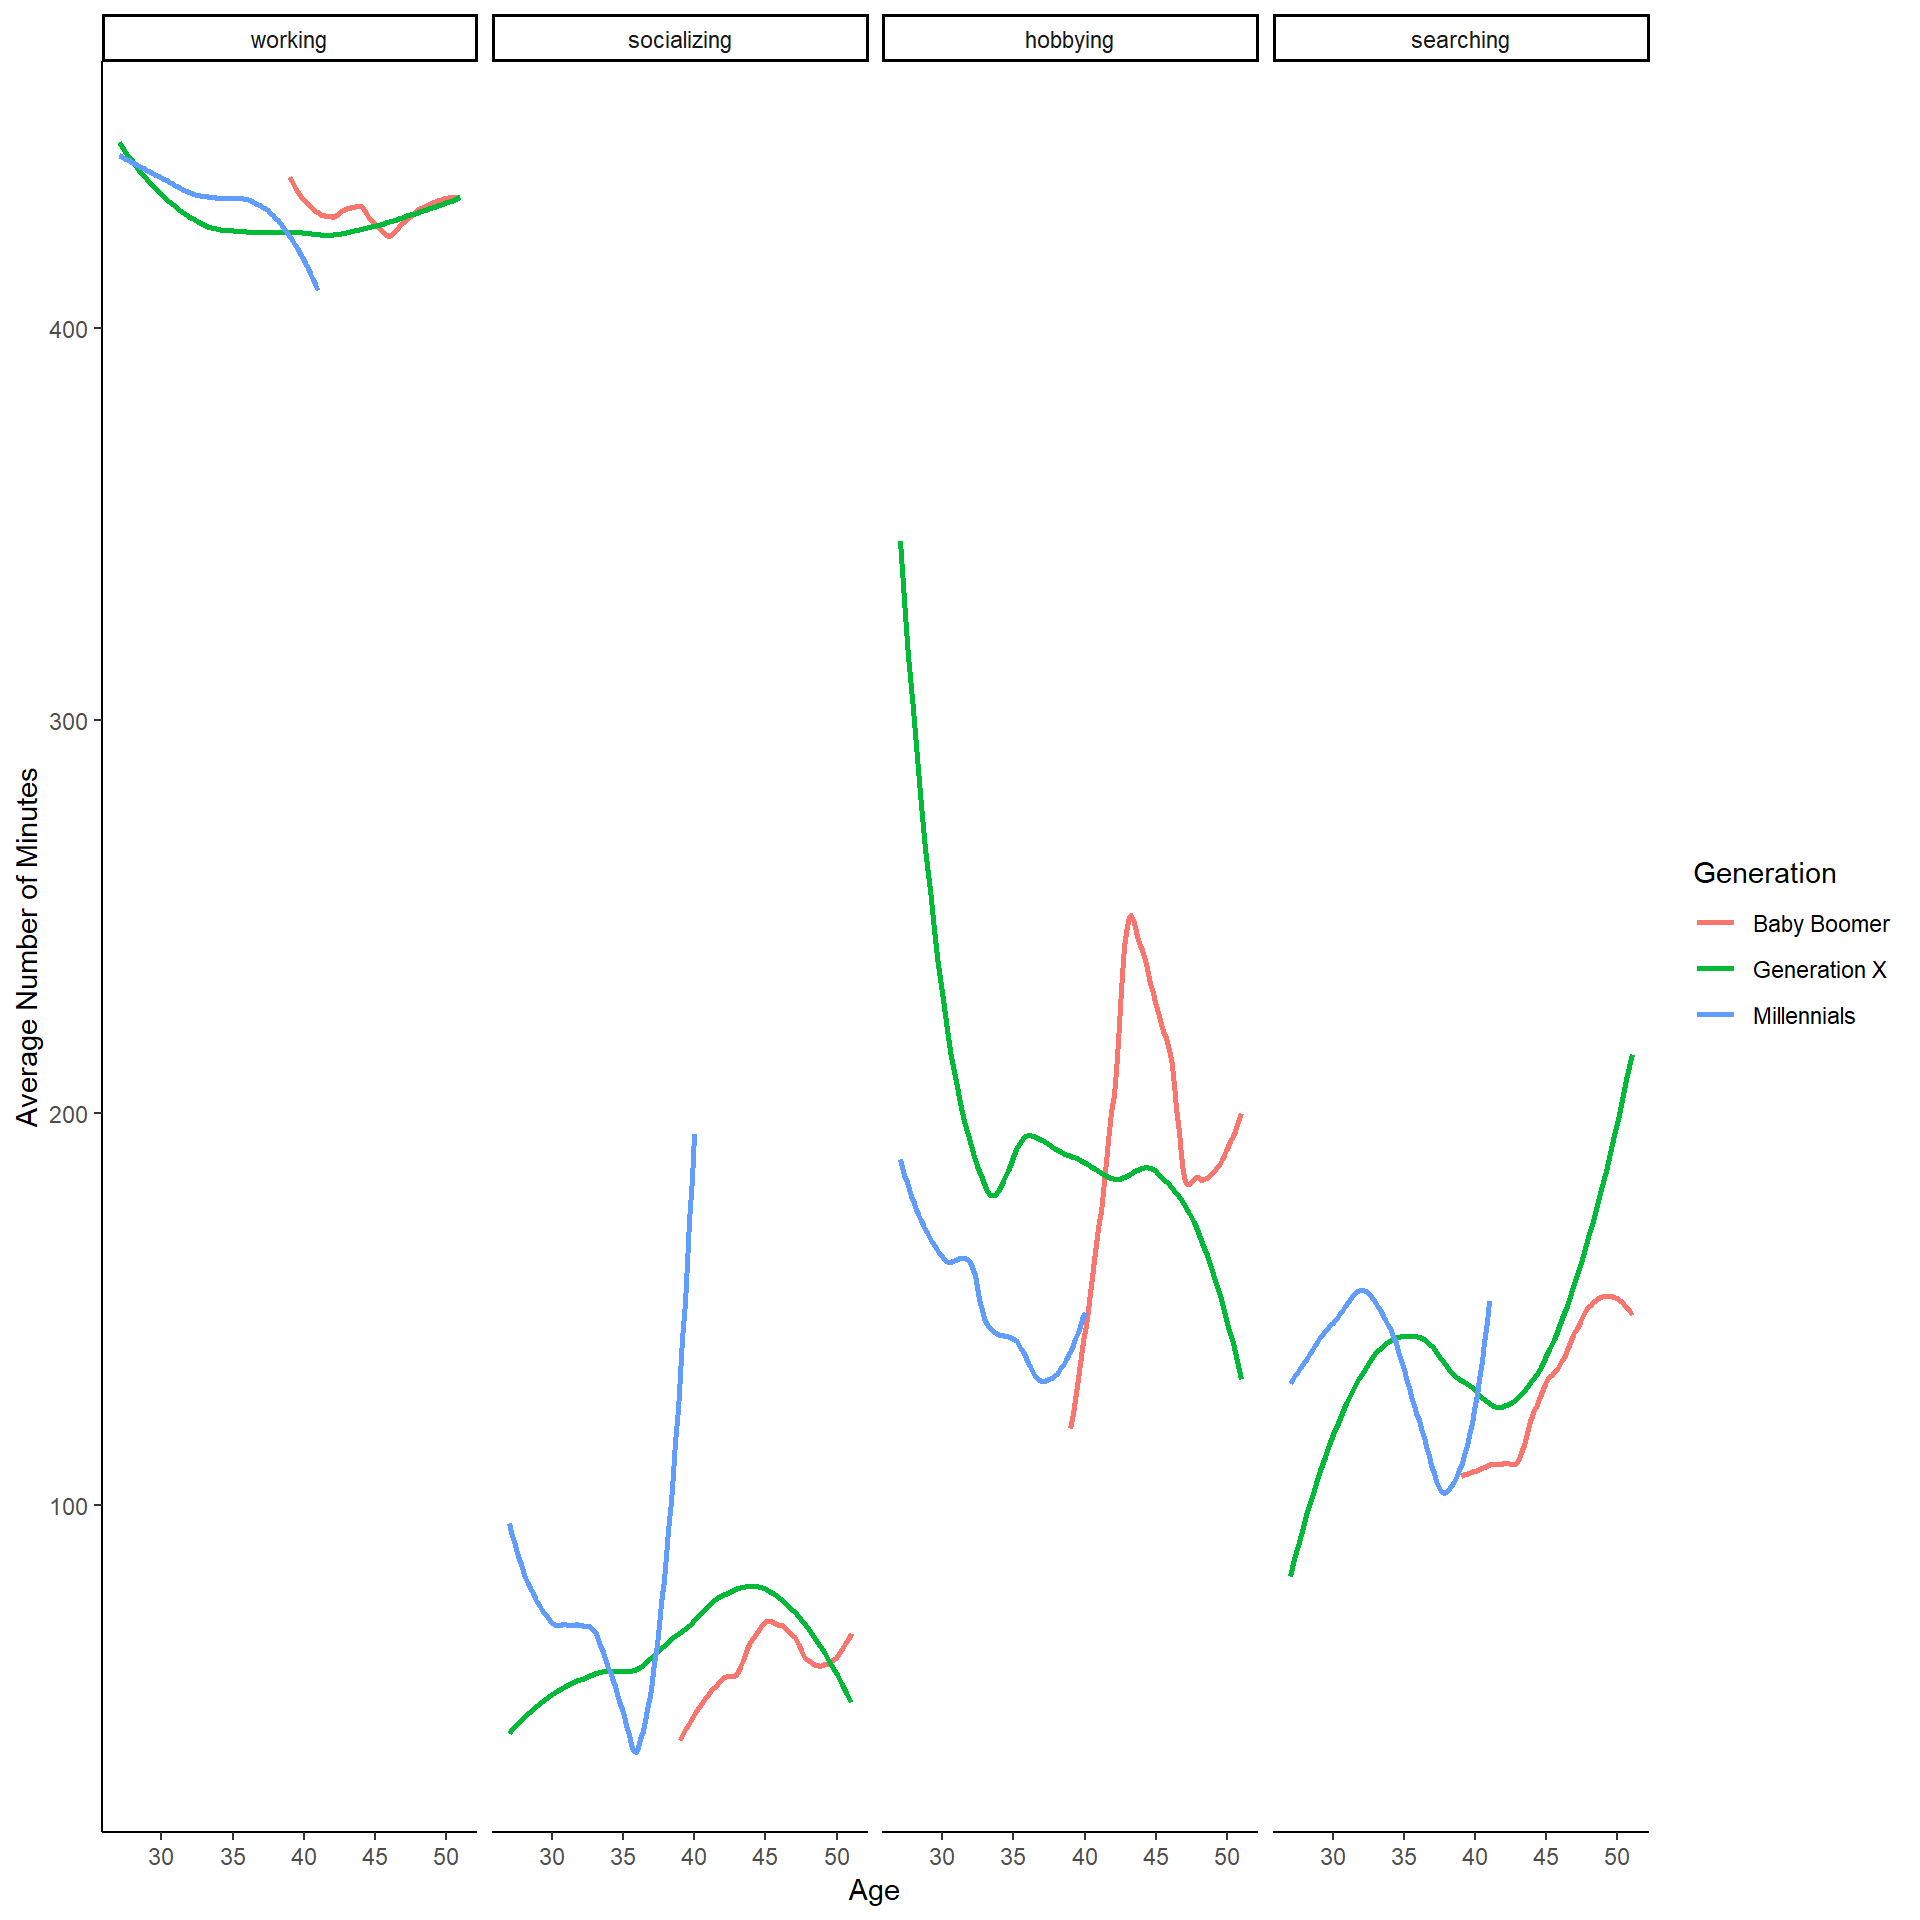 working socializing hobbying searching
400
300
200
100
Average Number of Minutes
30 35 40 45 50 30 35 40 45 50 30 35 40 45 50 30 35 40 45 50
Age
Generation
Baby Boomer
Generation X
Millennials